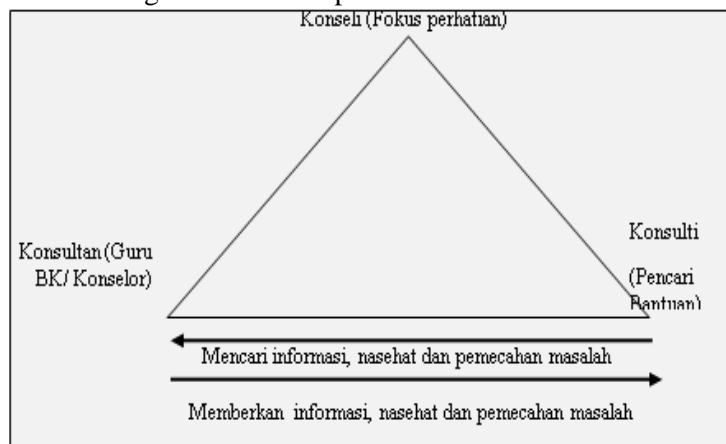 Konseli (Fokus perhatian)
Konsultan (Guru
BK/ Konselor)
Konsulti
(Pencari
Bantuan)
Mencari informasi, nasehat dan pemecahan masalah
Memberkan informasi, nasehat dan pemecahan masalah